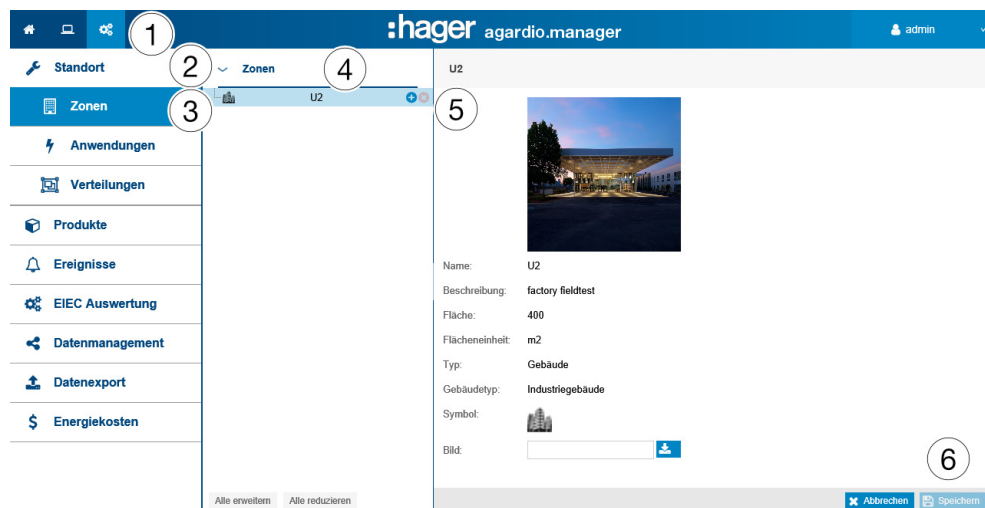 :hager agardio.manager
admin
1
Standort
2
Zonen
4
U2
Zonen
3
U2
5
Anwendungen
Verteilungen
Produkte
Ereignisse
EIEC Auswertung
Datenmanagement
Datenexport
Energiekosten
Name: U2
Beschreibung: factory fieldtest
Fläche: 400
Flächeneinheit: m2
Typ: Gebäude
Gebäudetyp: Industriegebäude
Symbol:
Bild:
6
Alle erweitern Alle reduzieren
Abbrechen Speichern